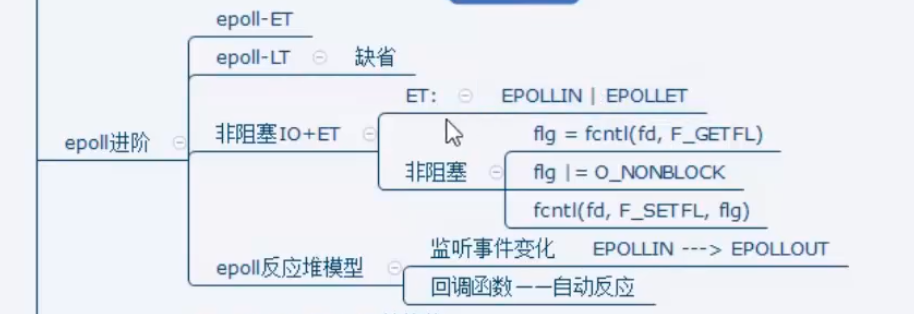 epoll进阶
epoll-ET
epoll-LT 缺省
非阻塞IO+ET
ET: EPOLLIN | EPOLLET
非阻塞
flg = fcntl(fd, F_GETFL)
flg |= O_NONBLOCK
fcntl(fd, F_SETFL, flg)
epoll反应堆模型
监听事件变化 EPOLLIN ---> EPOLLOUT
回调函数——自动反应